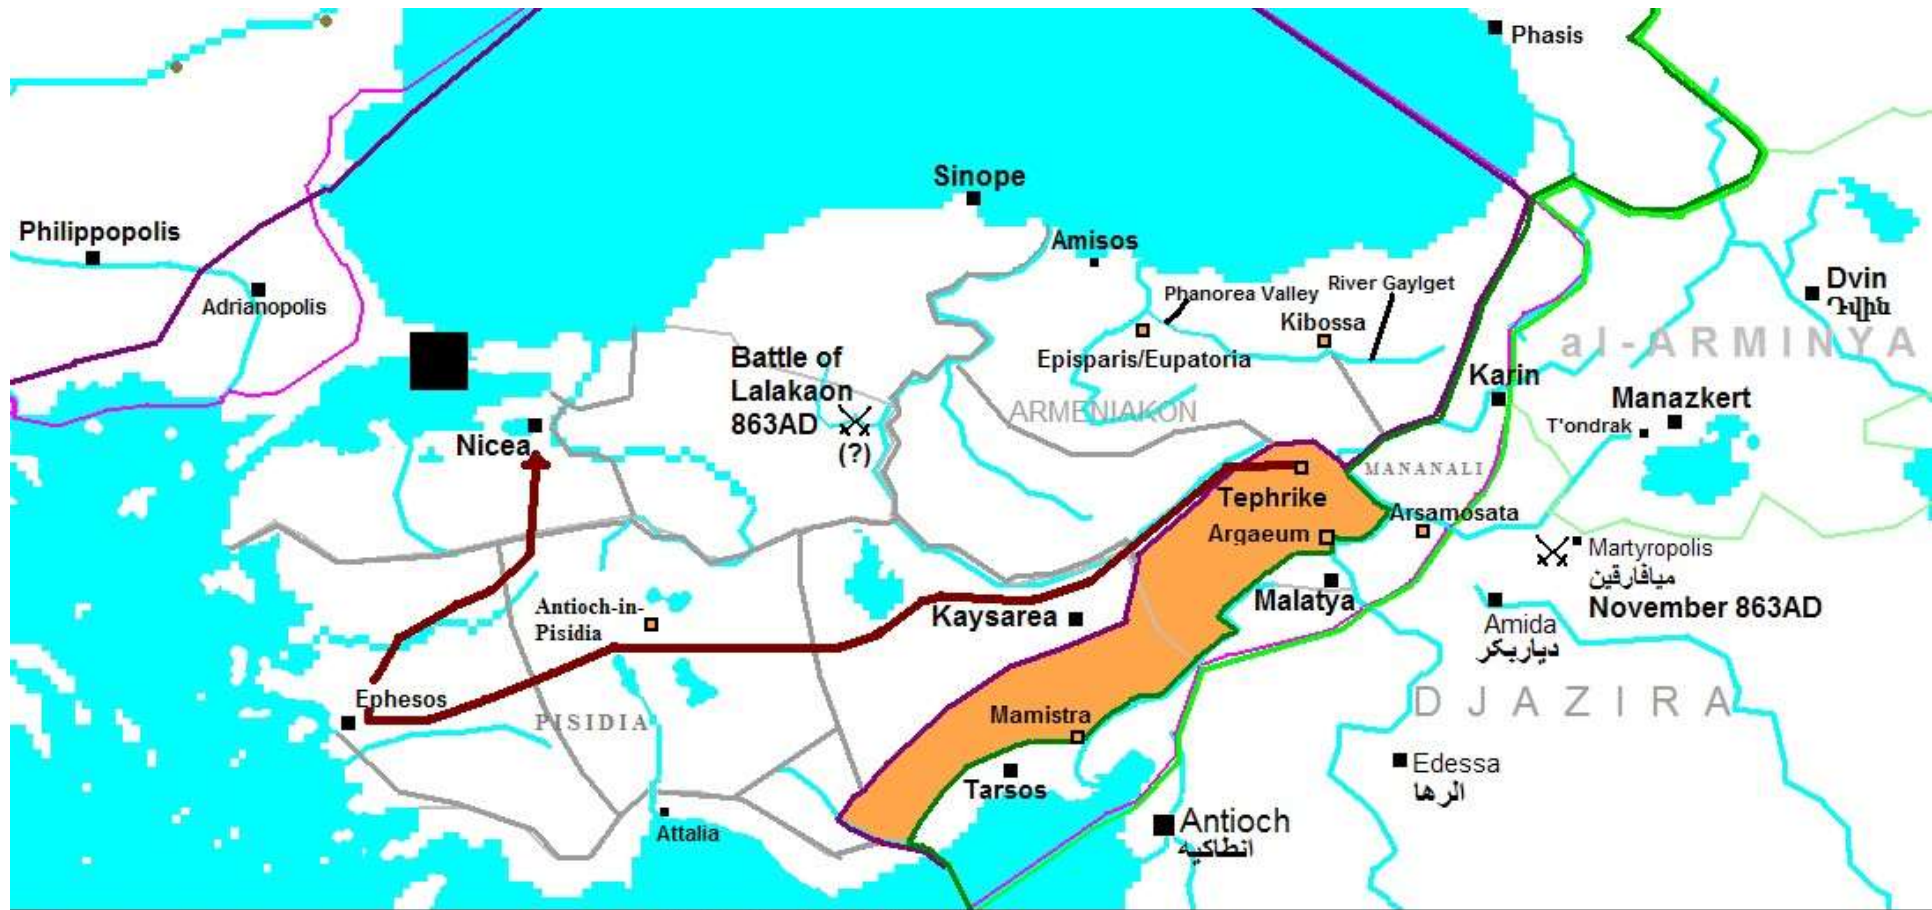 Phasis
Sinope
Philippopolis
Amisos
Dvin
Դվին
Adrianopolis
Phanorea Valley
River Gaylget
Kibossa
al-ARMINYA
Battle of
Lalakaon
863AD
(?)
Episparis/Eupatoria
Karin
Manazkert
ARMENIAKON
T'ondrak
Nicea
MANANALI
Tephrike
Arsamosata
Argaeum
Martyropolis
ميافارقين
November 863AD
Antioch-in-
Pisidia
Kaysarea
Malatya
Amida
دياربكر
Ephesos
PISIDIA
Mamistra
DJAZIRA
Edessa
الرها
Tarsos
Attalia
Antioch
انطاكيه